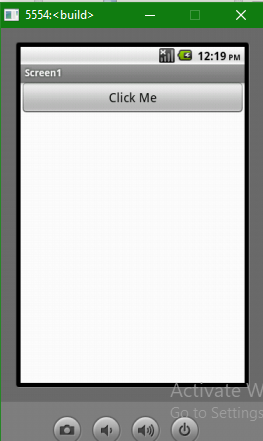 5554:<build>
12:19 PM
Screen1
Click Me
Activate W
Go to Settings